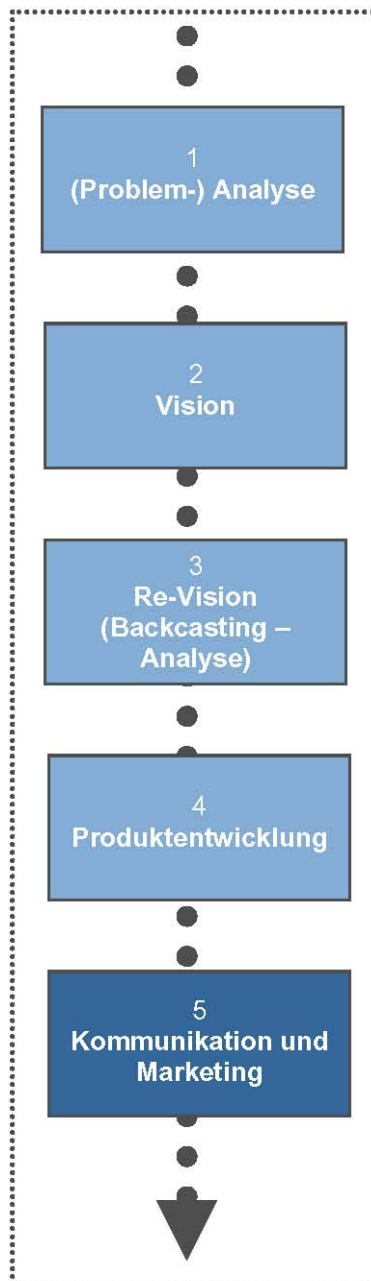 1
(Problem-) Analyse
2
Vision
3
Re-Vision
(Backcasting –
Analyse)
4
Produktentwicklung
5
Kommunikation und
Marketing